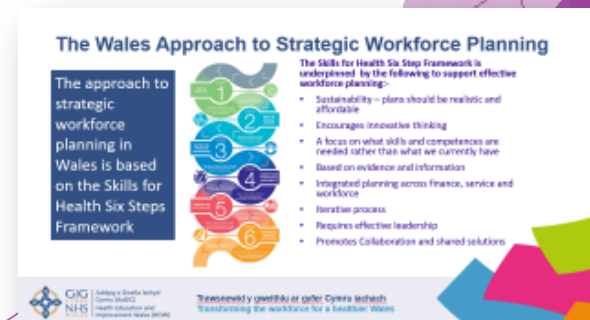 The Wales Approach to Strategic Workforce Planning
The approach to
strategic
workforce
planning in
Wales is based
on the Skills for
Health Six Steps
Framework
1
2
3
4
5
6
The Skills for Health Six Step Framework is
underpinned by the following to support effective
workforce planning:-
• Sustainability – plans should be realistic and
affordable
• Encourages innovative thinking
• A focus on what skills and competences are
needed rather than what we currently have
• Based on evidence and information
• Integrated planning across finance, service and
workforce
• Iterative process
• Requires effective leadership
• Promotes Collaboration and shared solutions
GIG
NHS
Addysg a Gwella Iechyd
Cymru (AaGIC)
Health Education and
Improvement Wales (HEIW)
Trawsnewid y gweithlu ar gyfer Cymru iachach
Transforming the workforce for a healthier Wales